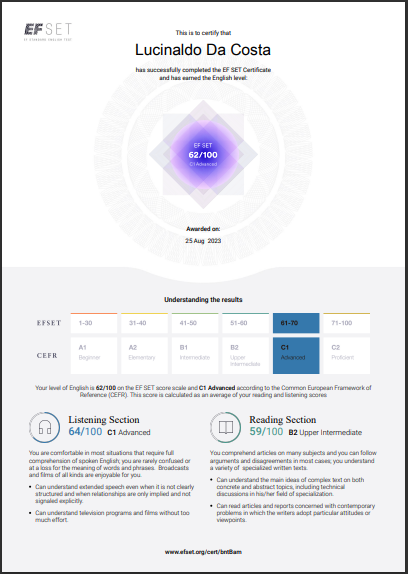 EFSET
EF STANDARD ENGLISH TEST
This is to certify that
Lucinaldo Da Costa
has successfully completed the EF SET Certificate
and has earned the English level:
EF SET
62/100
C1 Advanced
Awarded on:
25 Aug 2023
Understanding the results
EFSET 1-30 31-40 41-50 51-60 61-70 71-100
CEFR A1 A2 B1 B2 C1 C2
Beginner Elementary Intermediate Upper Intermediate Advanced Proficient
Your level of English is 62/100 on the EF SET score scale and C1 Advanced according to the Common European Framework of
Reference (CEFR). This score is calculated as an average of your reading and listening scores
Listening Section
64/100 C1 Advanced
You are comfortable in most situations that require full
comprehension of spoken English; you are rarely confused or
at a loss for the meaning of words and phrases. Broadcasts
and films of all kinds are enjoyable for you.
• Can understand extended speech even when it is not clearly
structured and when relationships are only implied and not
signaled explicitly.
• Can understand television programs and films without too
much effort.
Reading Section
59/100 B2 Upper Intermediate
You comprehend articles on many subjects and you can follow
arguments and disagreements in most cases; you understand
a variety of specialized written texts.
• Can understand the main ideas of complex text on both
concrete and abstract topics, including technical
discussions in his/her field of specialization.
• Can read articles and reports concerned with contemporary
problems in which the writers adopt particular attitudes or
viewpoints.
www.efset.org/cert/bntBam